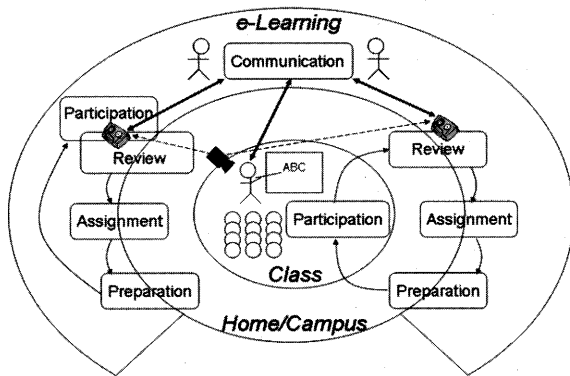 e-Learning
Communication
Participation
Review
Review
ABC
Assignment
Participation
Assignment
Class
Preparation
Preparation
Home/Campus